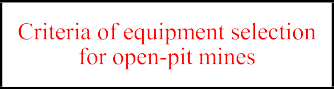 Criteria of equipment selection
for open-pit mines